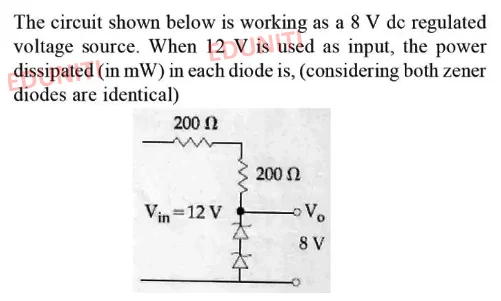 The circuit shown below is working as a 8 V dc regulated
voltage source. When 12 V is used as input, the power
dissipated (in mW) in each diode is, (considering both zener
diodes are identical)
EDUNITI
EDUNITI
200 Ω
200 Ω
Vin=12 V
Vo
8 V